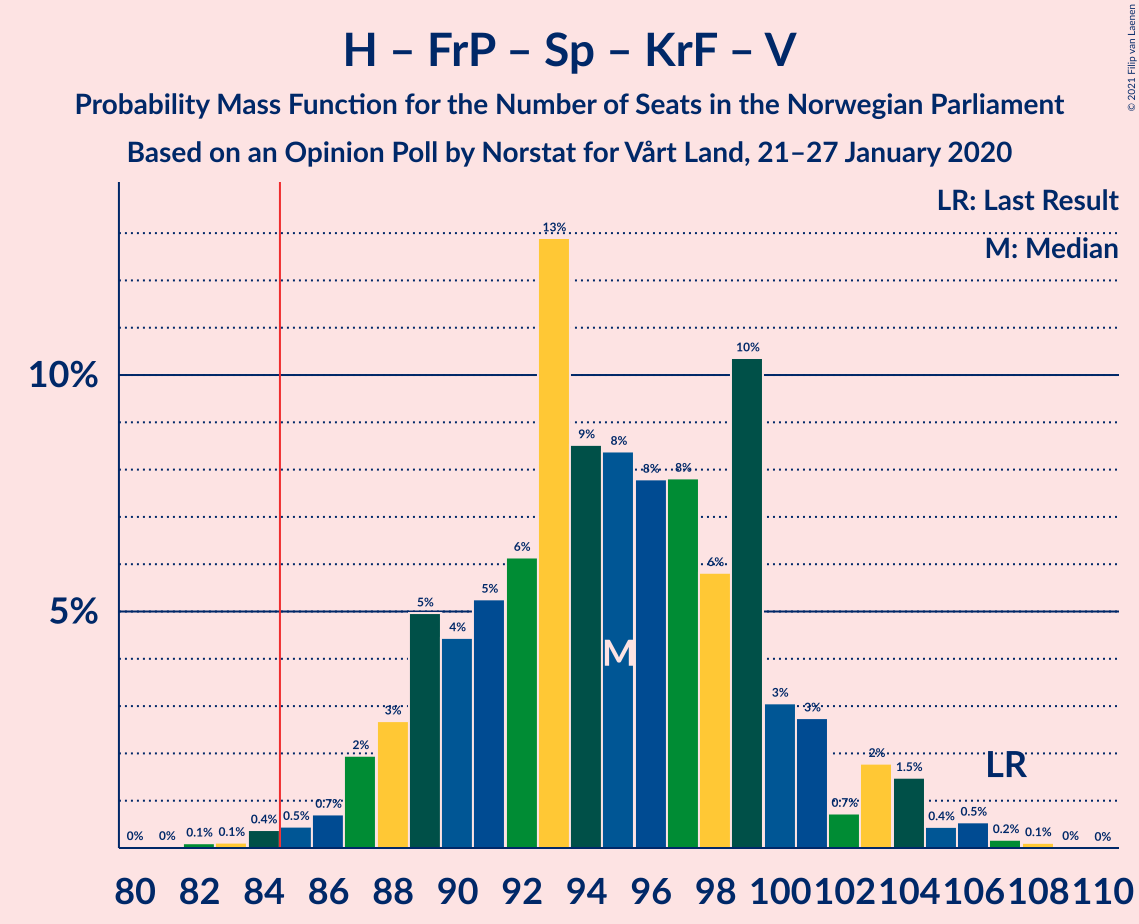 H – FrP – Sp – KrF – V
Probability Mass Function for the Number of Seats in the Norwegian Parliament
Based on an Opinion Poll by Norstat for Vårt Land, 21–27 January 2020
© 2021 Filip van Laenen
LR: Last Result
M: Median
10%
5%
0% 0% 0.1% 0.1% 0.4% 0.5% 0.7% 2% 3% 5% 4% 5% 6% 13% 9% 8% 8% 8% 6% 10% 3% 3% 0.7% 2% 1.5% 0.4% 0.5% 0.2% 0.1% 0% 0%
M
LR
80 82 84 86 88 90 92 94 96 98 100 102 104 106 108 110